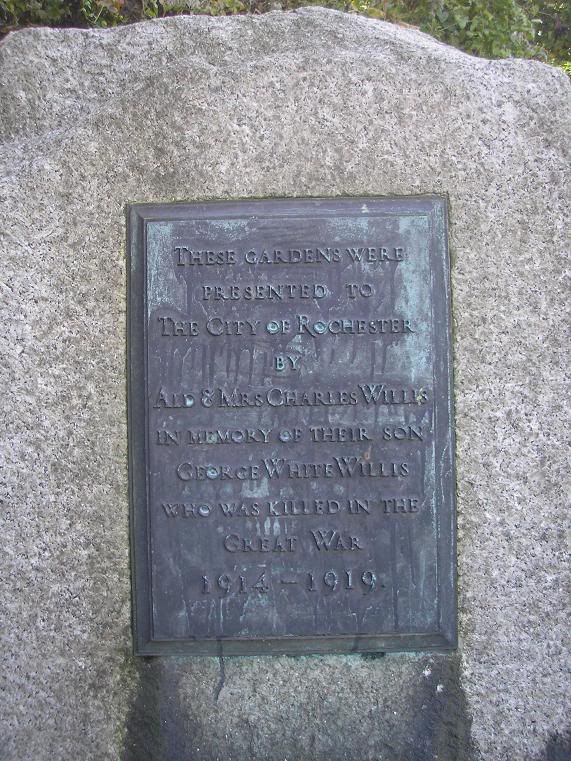 THESE GARDENS WERE
PRESENTED TO
THE CITY OF ROCHESTER
BY
ALD & MRS CHARLES WILLIS
IN MEMORY OF THEIR SON
GEORGE WHITE WILLIS
WHO WAS KILLED IN THE
GREAT WAR
1914 – 1919.